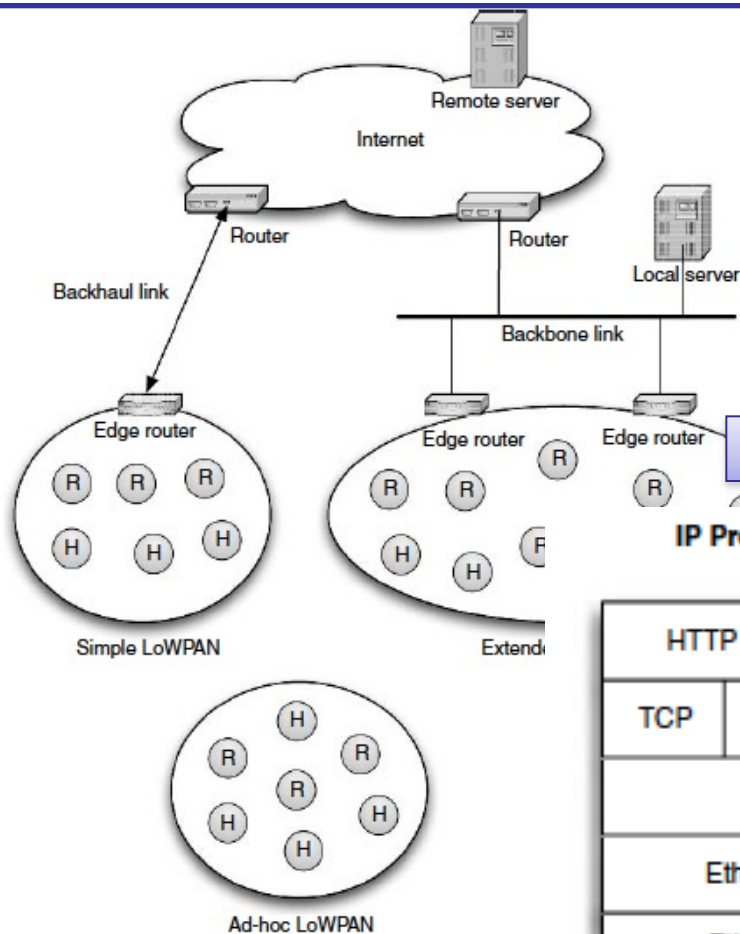 Remote server
Internet
Router
Router
Local server
Backhaul link
Backbone link
Edge router
Edge router
Edge router
R
R
R
R
R
R
R
H
H
H
H
H
Simple LoWPAN
Extende
IP Pr
HTTP
TCP
Eth
H
R
R
R
H
H
H
Ad-hoc LoWPAN